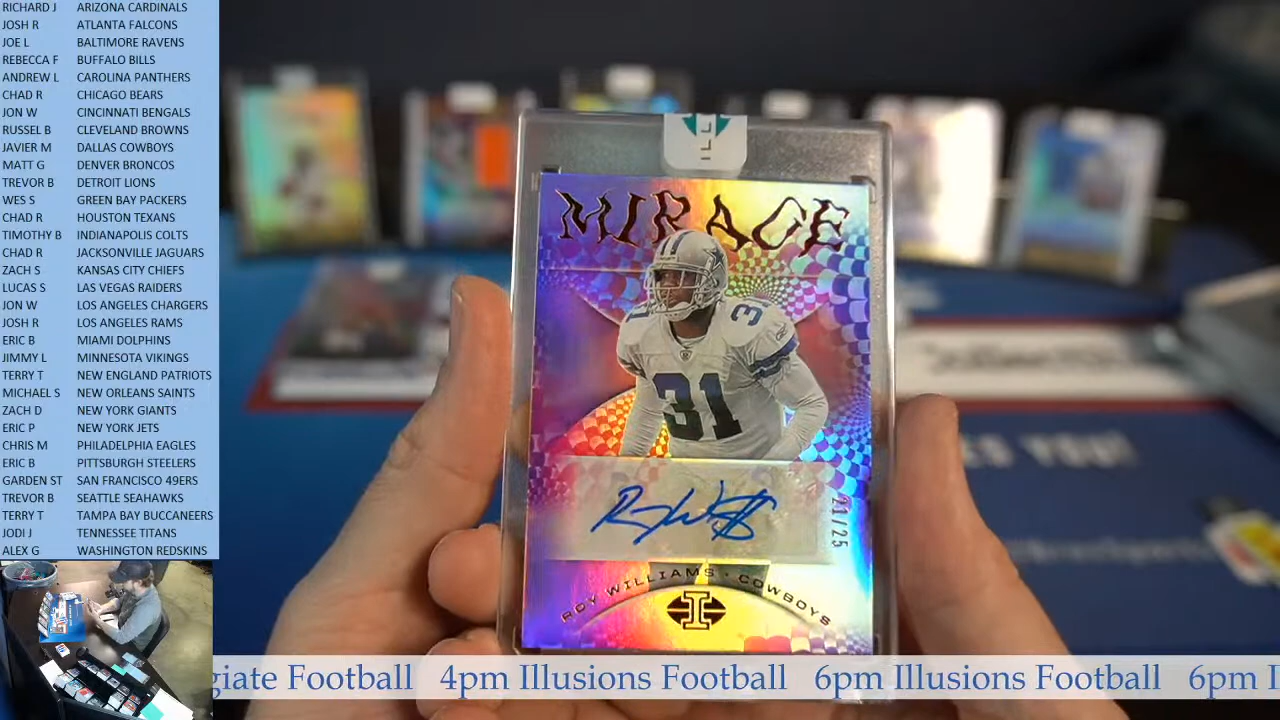 RICHARD J ARIZONA CARDINALS
JOSH R ATLANTA FALCONS
JOE L BALTIMORE RAVENS
REBECCA F BUFFALO BILLS
ANDREW L CAROLINA PANTHERS
CHAD R CHICAGO BEARS
JON W CINCINNATI BENGALS
RUSSEL B CLEVELAND BROWNS
JAVIER M DALLAS COWBOYS
MATT G DENVER BRONCOS
TREVOR B DETROIT LIONS
WES S GREEN BAY PACKERS
CHAD R HOUSTON TEXANS
TIMOTHY B INDIANAPOLIS COLTS
CHAD R JACKSONVILLE JAGUARS
ZACH S KANSAS CITY CHIEFS
LUCAS S LAS VEGAS RAIDERS
JON W LOS ANGELES CHARGERS
JOSH R LOS ANGELES RAMS
ERIC B MIAMI DOLPHINS
JIMMY L MINNESOTA VIKINGS
TERRY T NEW ENGLAND PATRIOTS
MICHAEL S NEW ORLEANS SAINTS
ZACH D NEW YORK GIANTS
ERIC P NEW YORK JETS
CHRIS M PHILADELPHIA EAGLES
ERIC B PITTSBURGH STEELERS
GARDEN ST SAN FRANCISCO 49ERS
TREVOR B SEATTLE SEAHAWKS
TERRY T TAMPA BAY BUCCANEERS
JODI J TENNESSEE TITANS
ALEX G WASHINGTON REDSKINS
ILL
MIRAGE
31
31
31
21/25
ROY WILLIAMS · COWBOYS
I
giate Football 4pm Illusions Football 6pm Illusions Football 6pm I